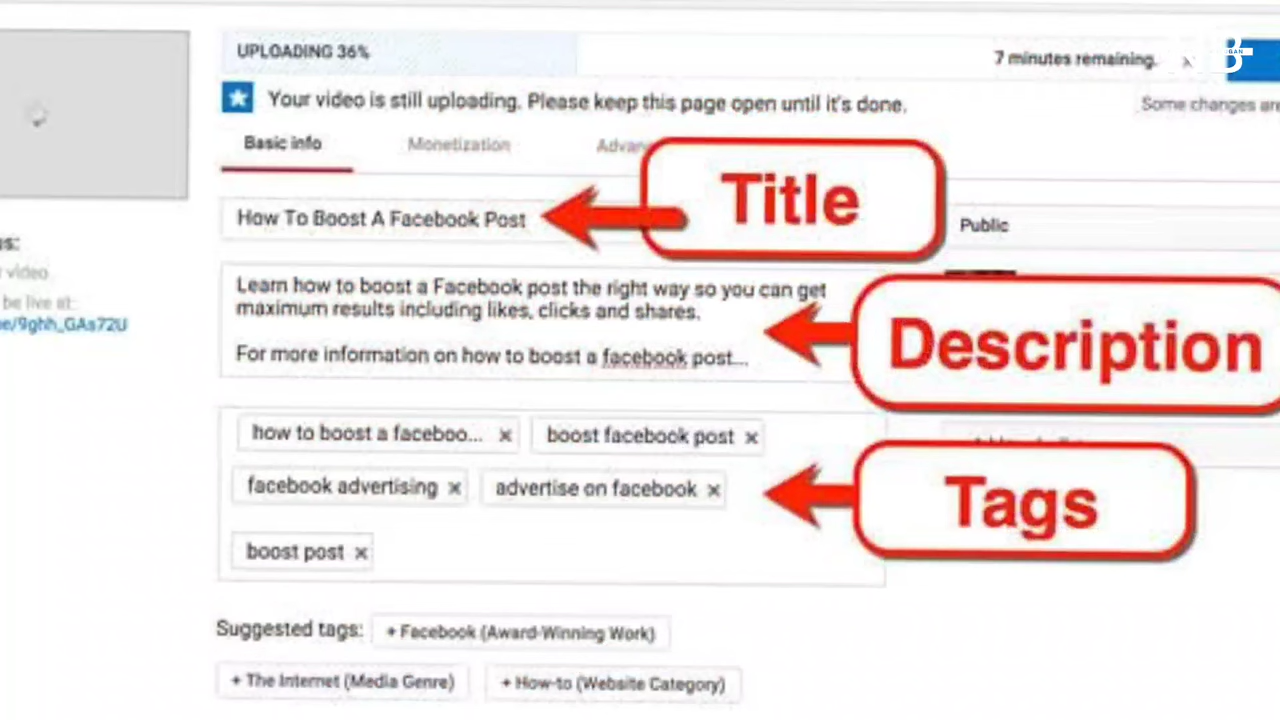 UPLOADING 36%
7 minutes remaining.
Your video is still uploading. Please keep this page open until it's done.
Some changes are
Basic info
Monetization
Title
How To Boost A Facebook Post
Public
s:
video
be live at:
e/9ghh_GAs72U
Learn how to boost a Facebook post the right way so you can get
maximum results including likes, clicks and shares.
For more information on how to boost a facebook post...
Description
how to boost a faceboo... × boost facebook post ×
facebook advertising × advertise on facebook ×
boost post ×
Tags
Suggested tags: + Facebook (Award-Winning Work)
+ The Internet (Media Genre) + How-to (Website Category)